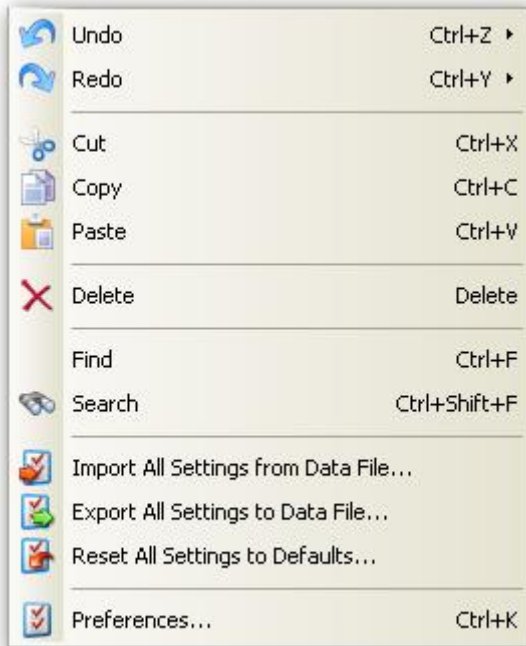 Undo Ctrl+Z
Redo Ctrl+Y
Cut Ctrl+X
Copy Ctrl+C
Paste Ctrl+V
Delete Delete
Find Ctrl+F
Search Ctrl+Shift+F
Import All Settings from Data File...
Export All Settings to Data File...
Reset All Settings to Defaults...
Preferences... Ctrl+K